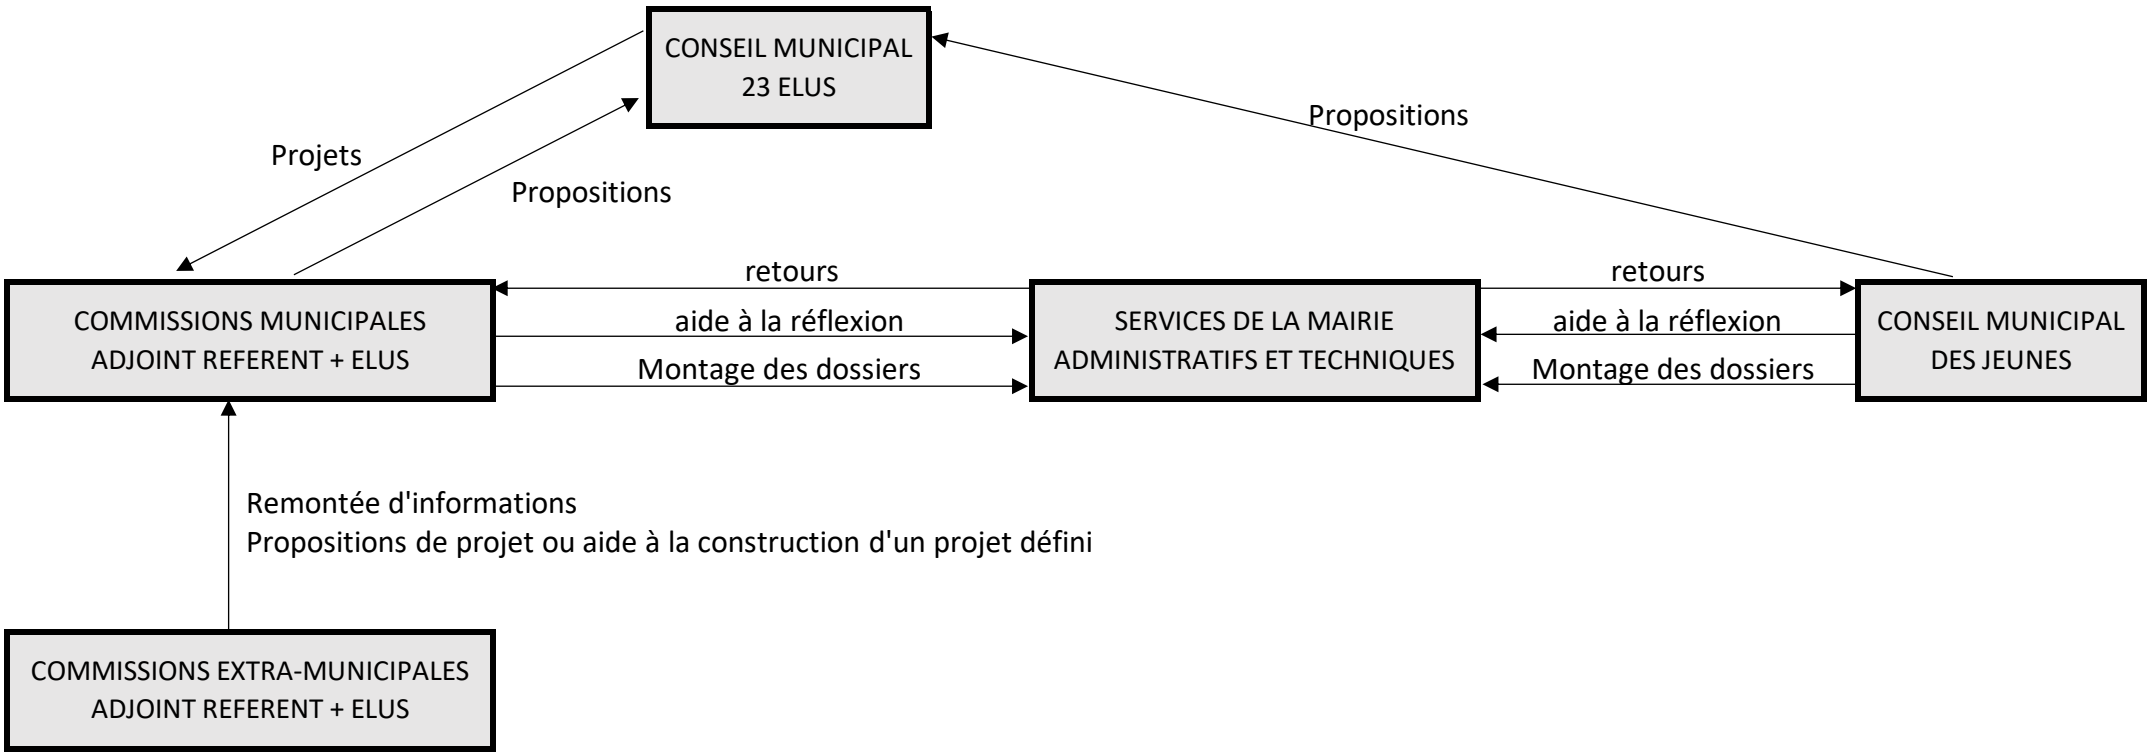 CONSEIL MUNICIPAL
23 ELUS
Propositions
Projets
Propositions
retours
retours
COMMISSIONS MUNICIPALES
ADJOINT REFERENT + ELUS
aide à la réflexion
Montage des dossiers
SERVICES DE LA MAIRIE
ADMINISTRATIFS ET TECHNIQUES
aide à la réflexion
Montage des dossiers
CONSEIL MUNICIPAL
DES JEUNES
Remontée d'informations
Propositions de projet ou aide à la construction d'un projet défini
COMMISSIONS EXTRA-MUNICIPALES
ADJOINT REFERENT + ELUS